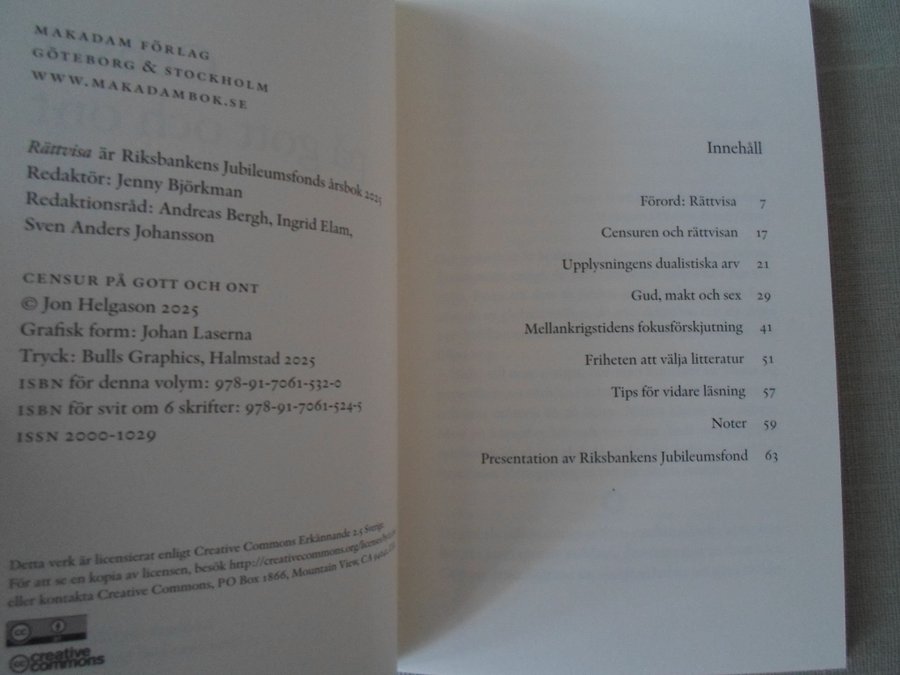 MAKADAM FÖRLAG
GÖTEBORG & STOCKHOLM
WWW.MAKADAMBOK.SE
Rättvisa är Riksbankens Jubileumsfonds årsbok 2025
Redaktör: Jenny Björkman
Redaktionsråd: Andreas Bergh, Ingrid Elam,
Sven Anders Johansson
CENSUR PÅ GOTT OCH ONT
© Jon Helgason 2025
Grafisk form: Johan Laserna
Tryck: Bulls Graphics, Halmstad 2025
ISBN för denna volym: 978-91-7061-532-0
ISBN för svit om 6 skrifter: 978-91-7061-524-5
ISSN 2000-1029
Detta verk är licensierat enligt Creative Commons Erkännande 2.5 Sverige.
För att se en kopia av licensen, besök
eller kontakta Creative Commons, PO Box 1866, Mountain View, CA
cc
creative
cc commons
Innehåll
Förord: Rättvisa 7
Censuren och rättvisan 17
Upplysningens dualistiska arv 21
Gud, makt och sex 29
Mellankrigstidens fokusförskjutning 41
Friheten att välja litteratur 51
Tips för vidare läsning 57
Noter 59
Presentation av Riksbankens Jubileumsfond 63